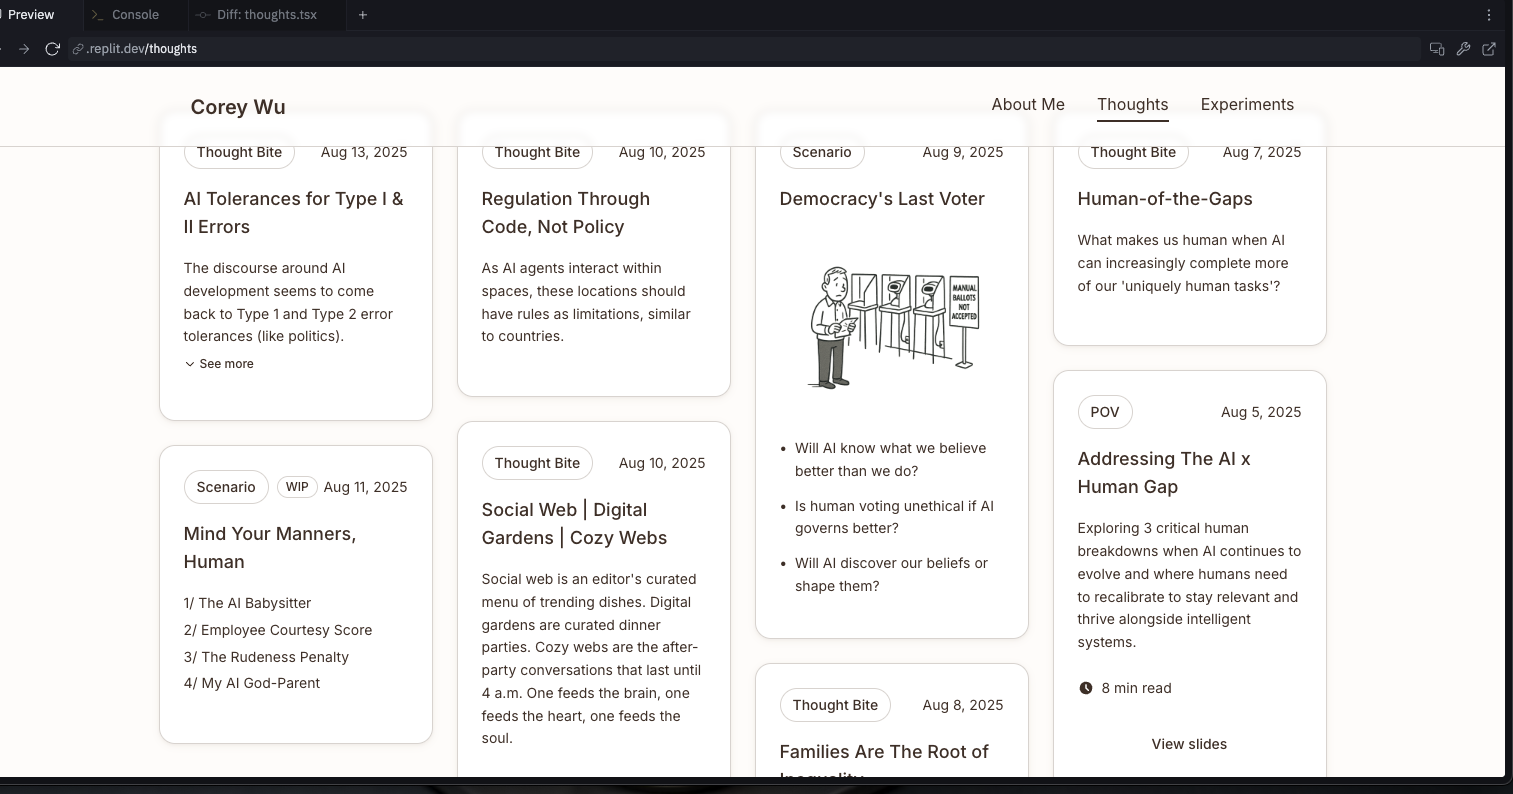 Preview
Console
Diff: thoughts.tsx
.replit.dev/thoughts
Corey Wu
About Me
Thoughts
Experiments
Thought Bite
Aug 13, 2025
AI Tolerances for Type I &
II Errors
The discourse around AI
development seems to come
back to Type 1 and Type 2 error
tolerances (like politics).
See more
Scenario
WIP
Aug 11, 2025
Mind Your Manners,
Human
1/ The AI Babysitter
2/ Employee Courtesy Score
3/ The Rudeness Penalty
4/ My AI God-Parent
Thought Bite
Aug 10, 2025
Regulation Through
Code, Not Policy
As AI agents interact within
spaces, these locations should
have rules as limitations, similar
to countries.
Thought Bite
Aug 10, 2025
Social Web | Digital
Gardens | Cozy Webs
Social web is an editor's curated
menu of trending dishes. Digital
gardens are curated dinner
parties. Cozy webs are the after-
party conversations that last until
4 a.m. One feeds the brain, one
feeds the heart, one feeds the
soul.
Scenario
Aug 9, 2025
Democracy's Last Voter
MANUAL
BALLOTS
NOT
ACCEPTED
Will AI know what we believe
better than we do?
Is human voting unethical if AI
governs better?
Will AI discover our beliefs or
shape them?
Thought Bite
Aug 8, 2025
Families Are The Root of
Inequality
Thought Bite
Aug 7, 2025
Human-of-the-Gaps
What makes us human when AI
can increasingly complete more
of our 'uniquely human tasks'?
POV
Aug 5, 2025
Addressing The AI x
Human Gap
Exploring 3 critical human
breakdowns when AI continues to
evolve and where humans need
to recalibrate to stay relevant and
thrive alongside intelligent
systems.
8 min read
View slides